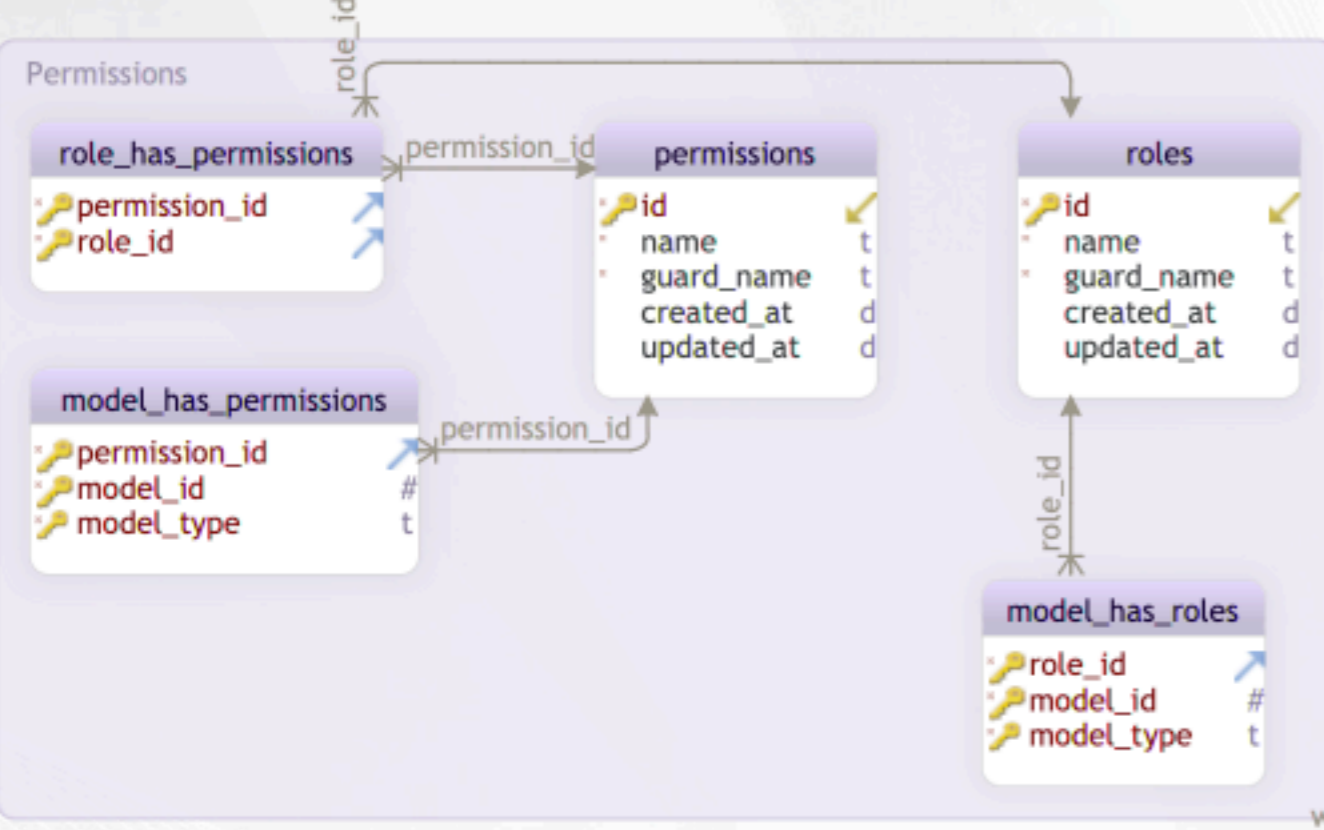 role_id
Permissions
role_has_permissions
permission_id
role_id
permission_id
permissions
id
name t
guard_name t
created_at d
updated_at d
roles
id
name t
guard_name t
created_at d
updated_at d
model_has_permissions
permission_id
model_id #
model_type t
permission_id
role_id
model_has_roles
role_id
model_id #
model_type t